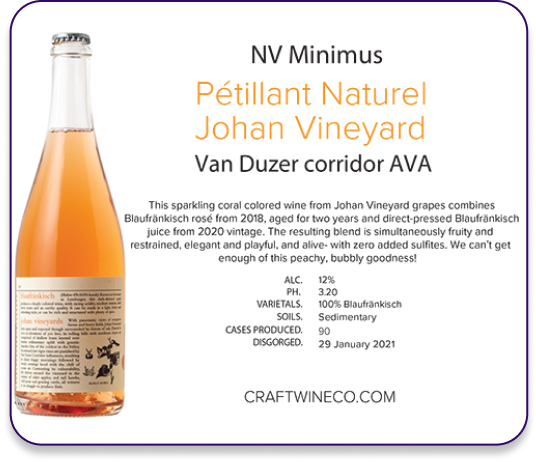 NV Minimus
Pétillant Naturel
Johan Vineyard
Van Duzer corridor AVA
This sparkling coral colored wine from Johan Vineyard grapes combines
Blaufränkisch rosé from 2018, aged for two years and direct-pressed Blaufränkisch
juice from 2020 vintage. The resulting blend is simultaneously fruity and
restrained, elegant and playful, and alive- with zero added sulfites. We can't get
enough of this peachy, bubbly goodness!
ALC. 12%
PH. 3.20
VARIETALS. 100% Blaufränkisch
SOILS. Sedimentary
CASES PRODUCED. 90
DISGORGED. 29 January 2021
CRAFTWINECO.COM
blaufränkisch
johan vineyards